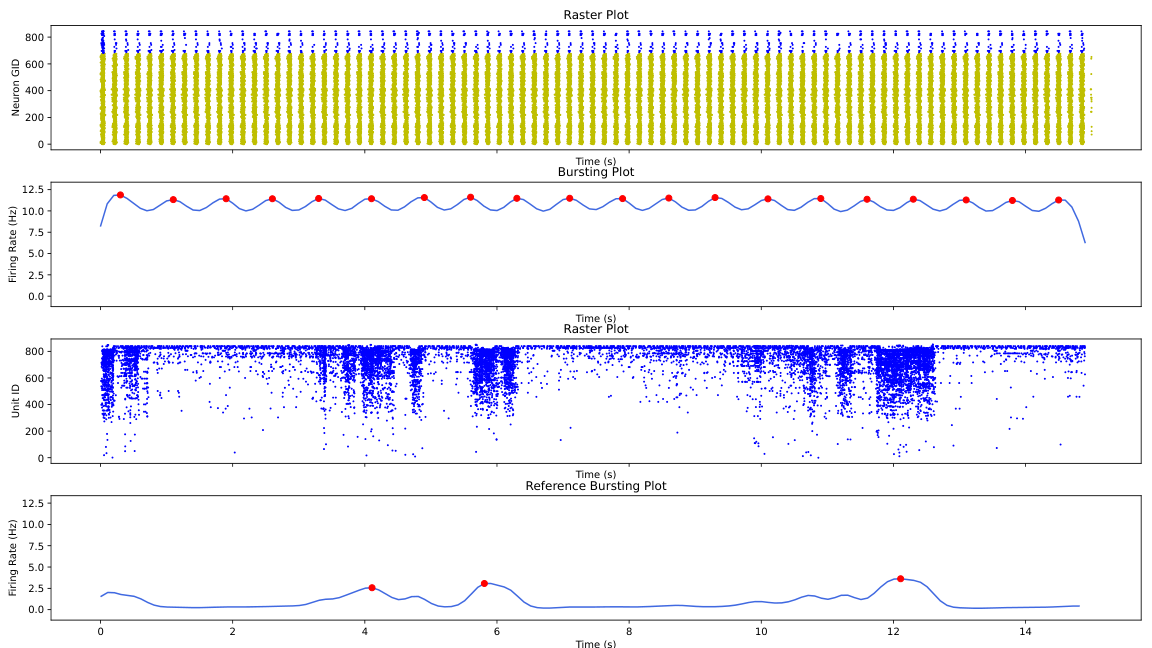 Raster Plot
800
600
400
200
0
Neuron GID
Time (s)
Bursting Plot
12.5
10.0
7.5
5.0
2.5
0.0
Firing Rate (Hz)
Time (s)
Raster Plot
800
600
400
200
0
Unit ID
Time (s)
Reference Bursting Plot
12.5
10.0
7.5
5.0
2.5
0.0
Firing Rate (Hz)
0 2 4 6 8 10 12 14
Time (s)